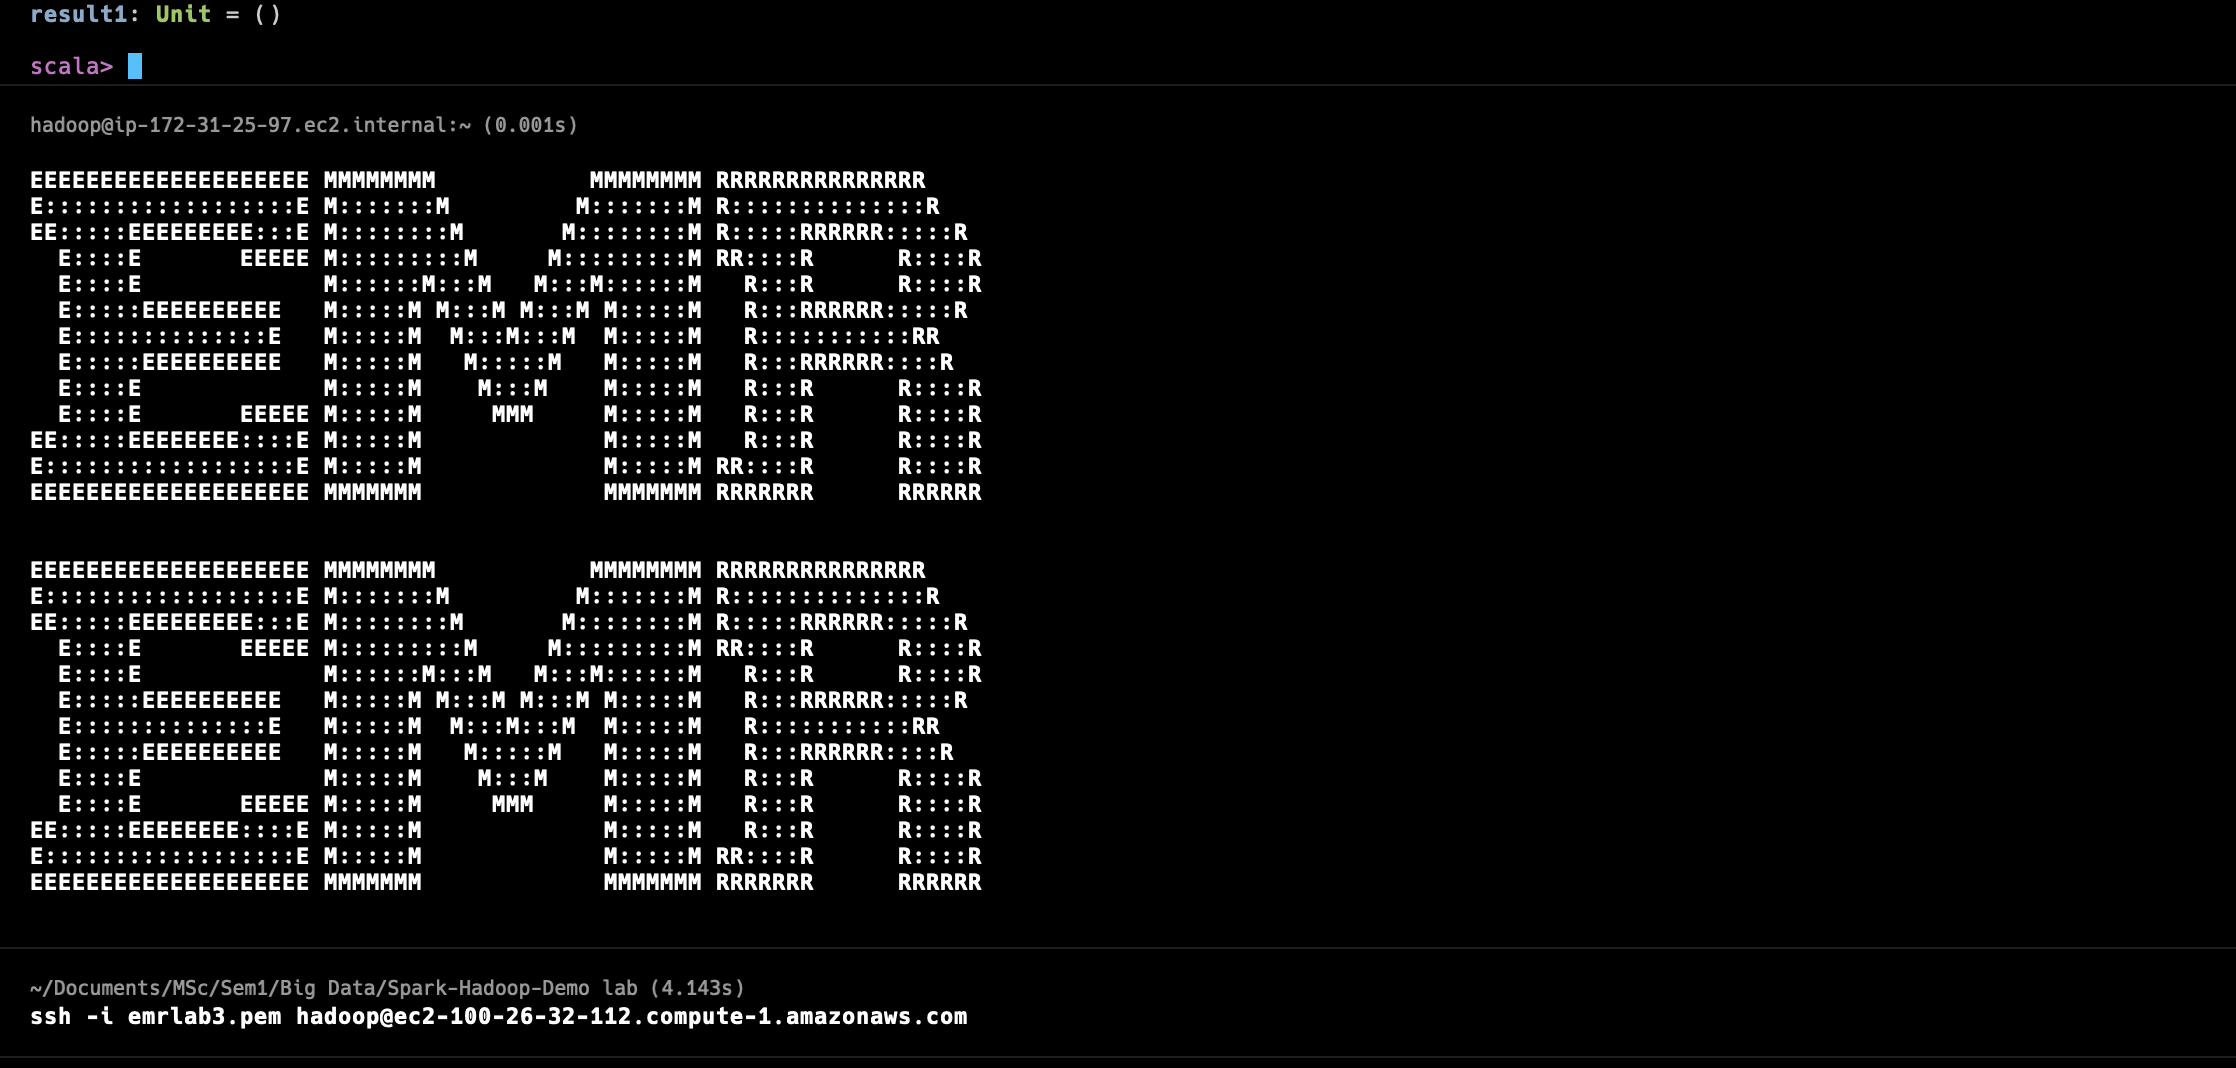 result1: Unit = ()
scala>
hadoop@ip-172-31-25-97.ec2.internal:~ (0.001s)
EEEEEEEEEEEEEEEEEEEE MMMMMMMM           MMMMMMMM RRRRRRRRRRRRRRR
E::::::::::::::::::E M:::::::M         M:::::::M R::::::::::::::R
EE:::::EEEEEEEEE:::E M::::::::M       M::::::::M R:::::RRRRRR:::::R
  E::::E       EEEEE M:::::::::M     M:::::::::M RR::::R      R::::R
  E::::E             M::::::M:::M   M:::M::::::M   R:::R      R::::R
  E:::::EEEEEEEEEE   M:::::M M:::M M:::M M:::::M   R:::RRRRRR:::::R
  E::::::::::::::E   M:::::M  M:::M:::M  M:::::M   R:::::::::::RR
  E:::::EEEEEEEEEE   M:::::M   M:::::M   M:::::M   R:::RRRRRR::::R
  E::::E             M:::::M    M:::M    M:::::M   R:::R      R::::R
  E::::E       EEEEE M:::::M     MMM     M:::::M   R:::R      R::::R
EE:::::EEEEEEEE::::E M:::::M             M:::::M   R:::R      R::::R
E::::::::::::::::::E M:::::M             M:::::M RR::::R      R::::R
EEEEEEEEEEEEEEEEEEEE MMMMMMM             MMMMMMM RRRRRRR      RRRRRR
EEEEEEEEEEEEEEEEEEEE MMMMMMMM           MMMMMMMM RRRRRRRRRRRRRRR
E::::::::::::::::::E M:::::::M         M:::::::M R::::::::::::::R
EE:::::EEEEEEEEE:::E M::::::::M       M::::::::M R:::::RRRRRR:::::R
  E::::E       EEEEE M:::::::::M     M:::::::::M RR::::R      R::::R
  E::::E             M::::::M:::M   M:::M::::::M   R:::R      R::::R
  E:::::EEEEEEEEEE   M:::::M M:::M M:::M M:::::M   R:::RRRRRR:::::R
  E::::::::::::::E   M:::::M  M:::M:::M  M:::::M   R:::::::::::RR
  E:::::EEEEEEEEEE   M:::::M   M:::::M   M:::::M   R:::RRRRRR::::R
  E::::E             M:::::M    M:::M    M:::::M   R:::R      R::::R
  E::::E       EEEEE M:::::M     MMM     M:::::M   R:::R      R::::R
EE:::::EEEEEEEE::::E M:::::M             M:::::M   R:::R      R::::R
E::::::::::::::::::E M:::::M             M:::::M RR::::R      R::::R
EEEEEEEEEEEEEEEEEEEE MMMMMMM             MMMMMMM RRRRRRR      RRRRRR
~/Documents/MSc/Sem1/Big Data/Spark-Hadoop-Demo lab (4.143s)
ssh -i emrlab3.pem hadoop@ec2-100-26-32-112.compute-1.amazonaws.com